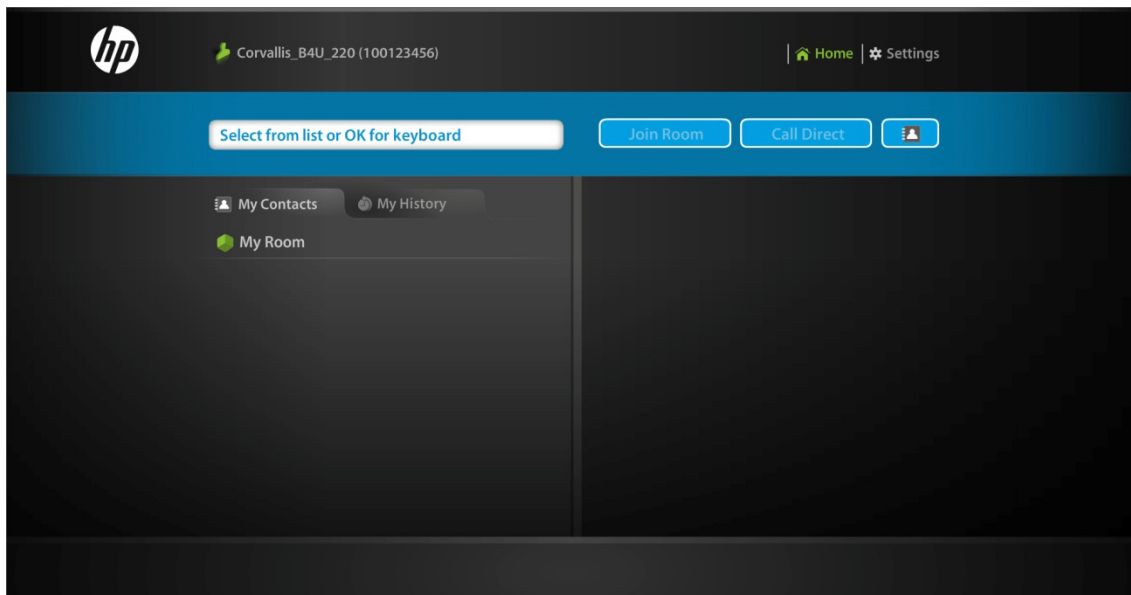 hp
Corvallis_B4U_220 (100123456)
Home
Settings
Select from list or OK for keyboard
Join Room
Call Direct
My Contacts
My History
My Room